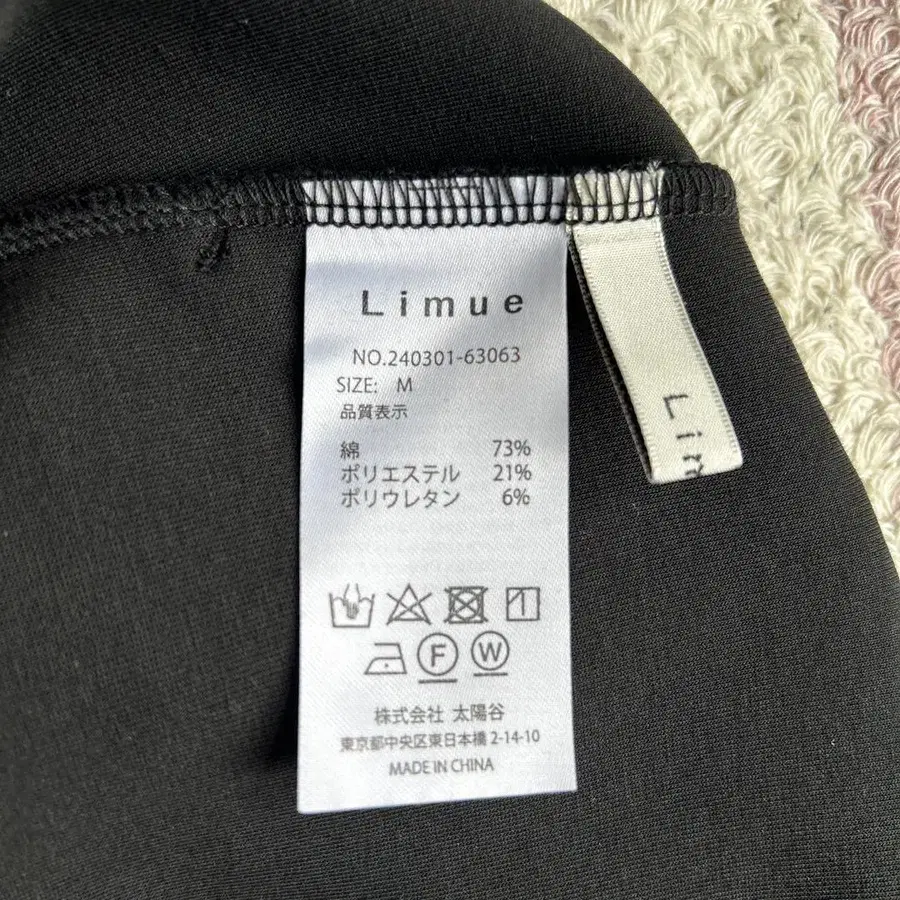 Limue
NO.240301-63063
SIZE: M
品質表示
綿 73%
ポリエステル 21%
ポリウレタン 6%
F W
株式会社 太陽谷
東京都中央区東日本橋 2-14-10
MADE IN CHINA
Lim